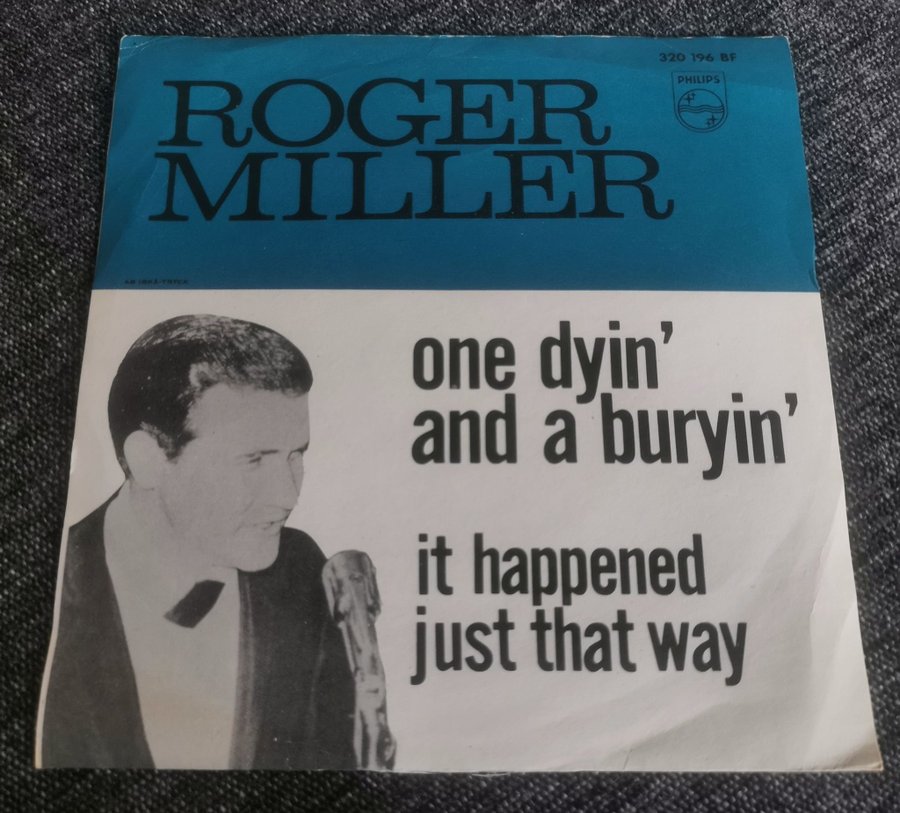 320 196 BF
PHILIPS
ROGER
MILLER
one dyin'
and a buryin'
it happened
just that way